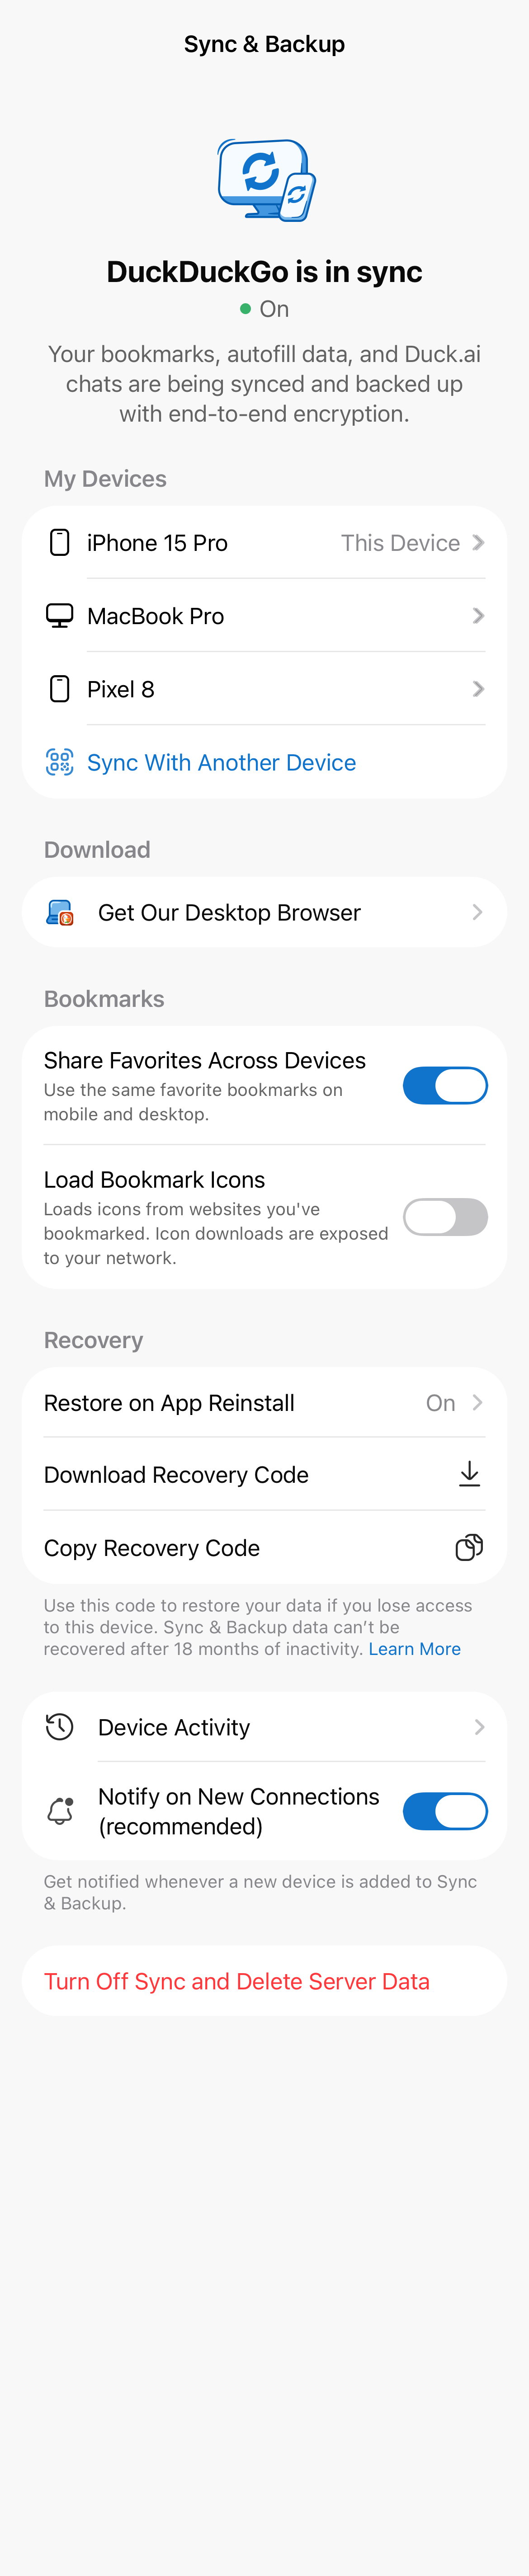 Sync & Backup
DuckDuckGo is in sync
On
Your bookmarks, autofill data, and Duck.ai
chats are being synced and backed up
with end-to-end encryption.
My Devices
iPhone 15 Pro This Device
MacBook Pro
Pixel 8
Sync With Another Device
Download
Get Our Desktop Browser
Bookmarks
Share Favorites Across Devices
Use the same favorite bookmarks on
mobile and desktop.
Load Bookmark Icons
Loads icons from websites you've
bookmarked. Icon downloads are exposed
to your network.
Recovery
Restore on App Reinstall On
Download Recovery Code
Copy Recovery Code
Use this code to restore your data if you lose access
to this device. Sync & Backup data can’t be
recovered after 18 months of inactivity. Learn More
Device Activity
Notify on New Connections
(recommended)
Get notified whenever a new device is added to Sync
& Backup.
Turn Off Sync and Delete Server Data